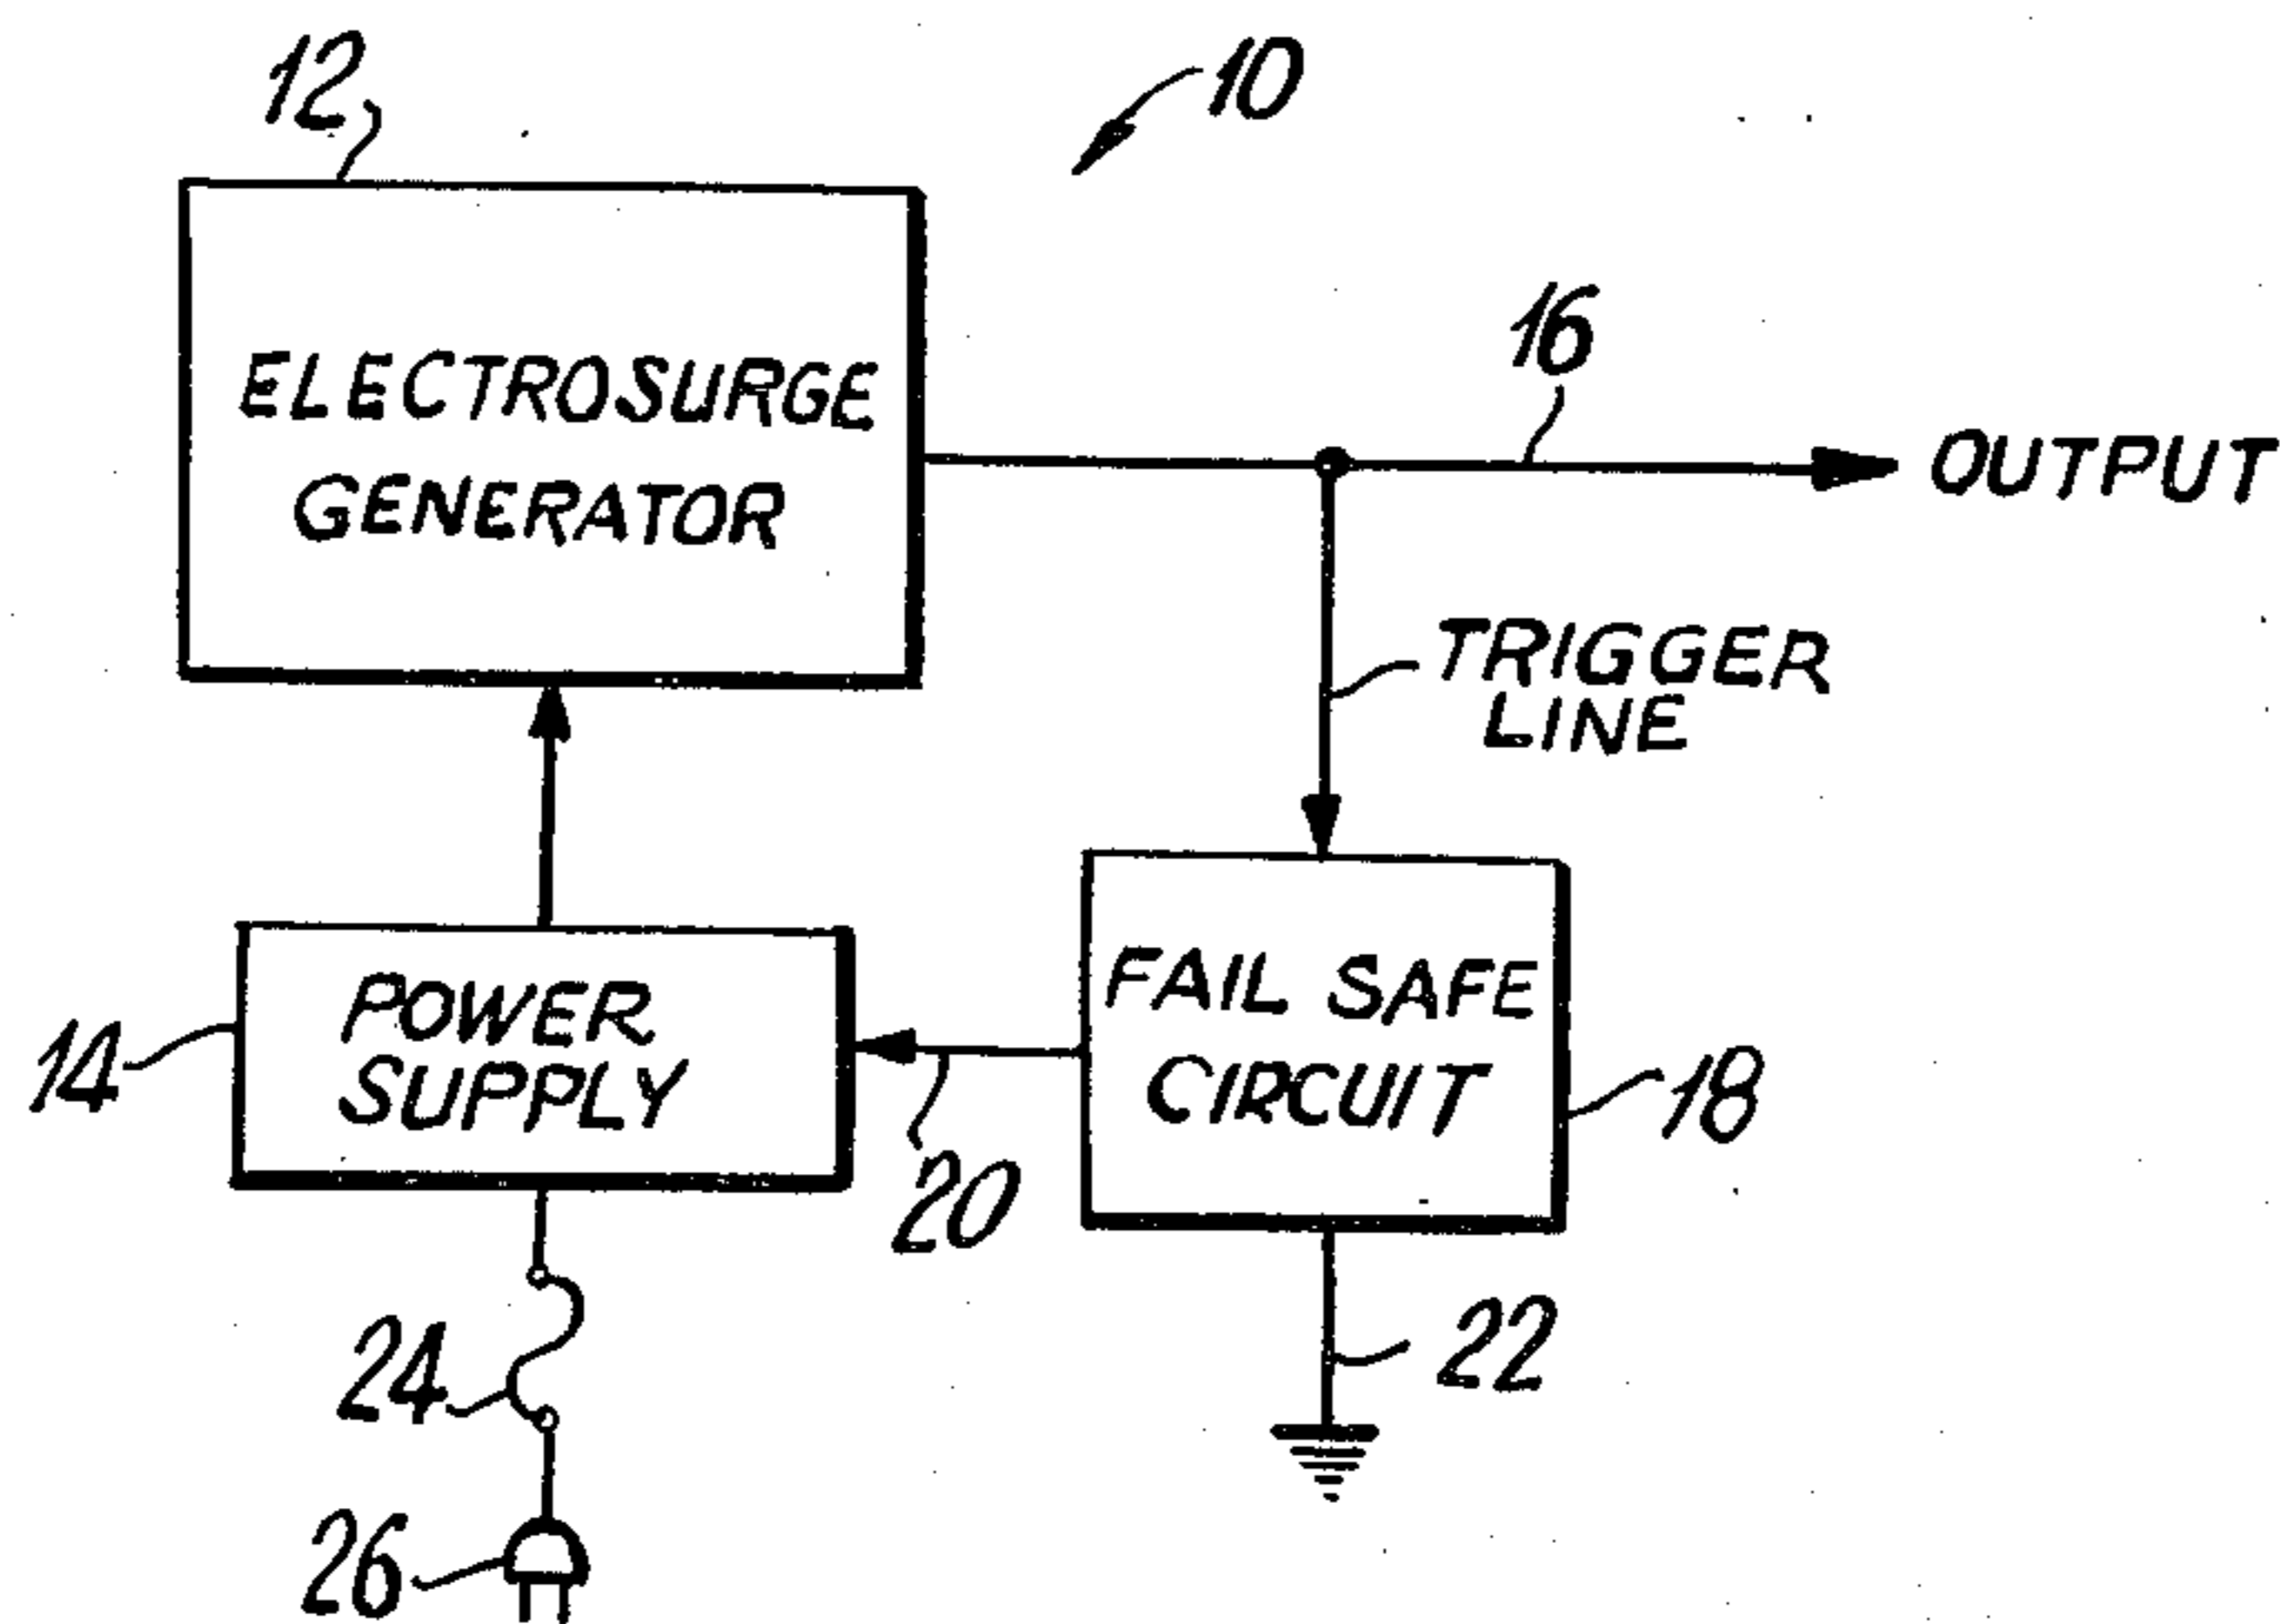 12
10
ELECTROSURGE
GENERATOR
16
OUTPUT
TRIGGER
LINE
POWER
SUPPLY
14
FAIL SAFE
CIRCUIT
18
20
22
24
26